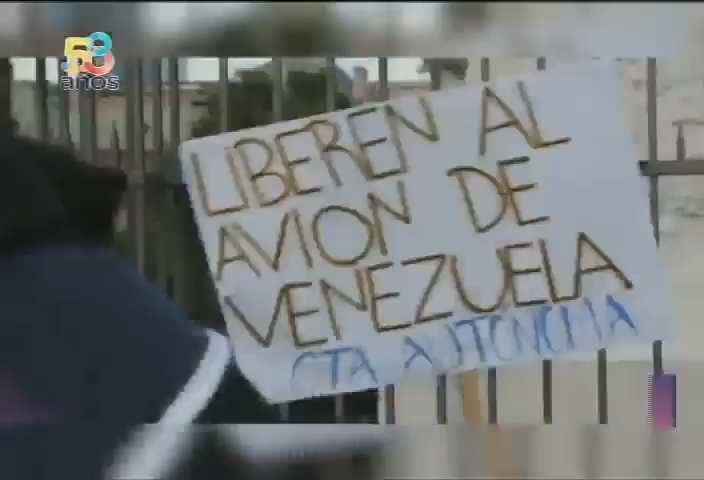 58
años
LIBEREN AL
AVION DE
VENEZUELA
CTA AUTONOMA